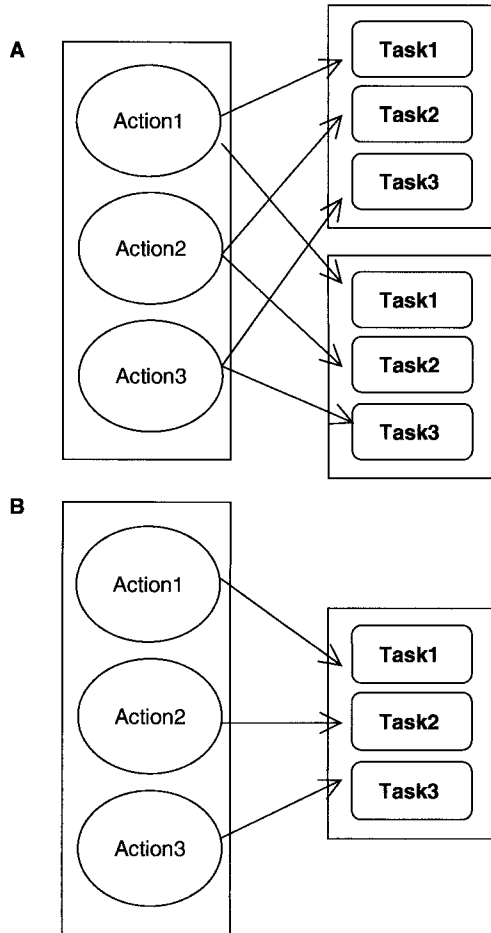 A
Action1
Action2
Action3
Task1
Task2
Task3
Task1
Task2
Task3
B
Action1
Action2
Action3
Task1
Task2
Task3